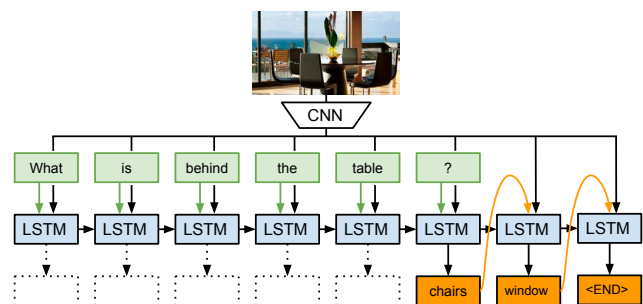 CNN
What is behind the table ?
LSTM LSTM LSTM LSTM LSTM LSTM LSTM LSTM
chairs window <END>